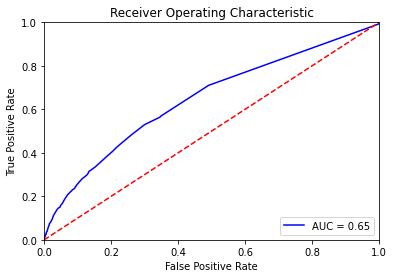 Receiver Operating Characteristic
True Positive Rate
1.0
0.8
0.6
0.4
0.2
0.0
AUC = 0.65
0.0 0.2 0.4 0.6 0.8 1.0
False Positive Rate